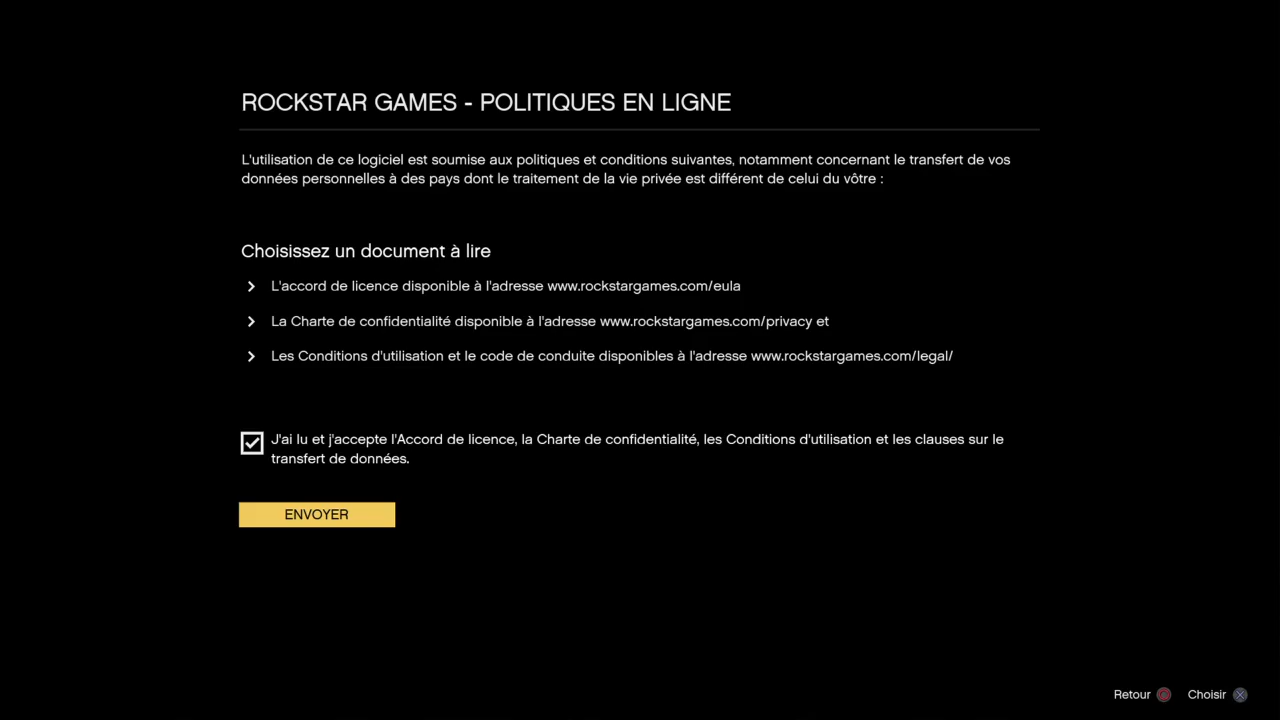 ROCKSTAR GAMES - POLITIQUES EN LIGNE
L'utilisation de ce logiciel est soumise aux politiques et conditions suivantes, notamment concernant le transfert de vos
données personnelles à des pays dont le traitement de la vie privée est différent de celui du vôtre :
Choisissez un document à lire
L'accord de licence disponible à l'adresse www.rockstargames.com/eula
La Charte de confidentialité disponible à l'adresse www.rockstargames.com/privacy et
Les Conditions d'utilisation et le code de conduite disponibles à l'adresse www.rockstargames.com/legal/
J'ai lu et j'accepte l'Accord de licence, la Charte de confidentialité, les Conditions d'utilisation et les clauses sur le
transfert de données.
ENVOYER
Retour Choisir